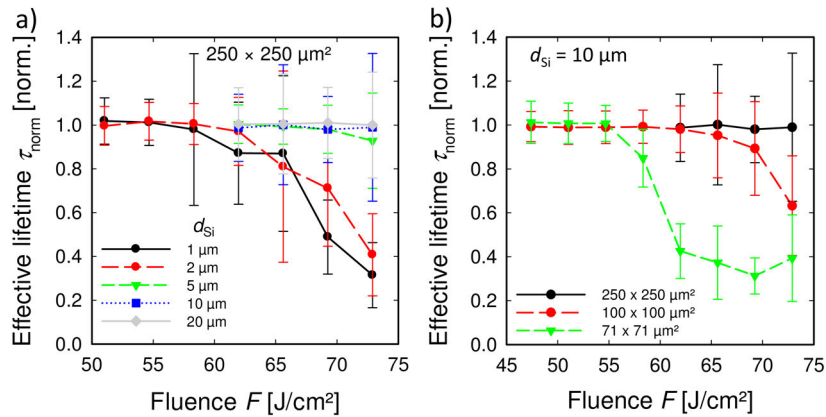 a)
250 × 250 µm²
Effective lifetime τnorm [norm.]
1.4
1.2
1.0
0.8
0.6
0.4
0.2
0.0
dSi
1 µm
2 µm
5 µm
10 µm
20 µm
50 55 60 65 70 75
Fluence F [J/cm²]
b)
dSi = 10 µm
Effective lifetime τnorm [norm.]
1.4
1.2
1.0
0.8
0.6
0.4
0.2
0.0
250 x 250 µm²
100 x 100 µm²
71 x 71 µm²
45 50 55 60 65 70 75
Fluence F [J/cm²]